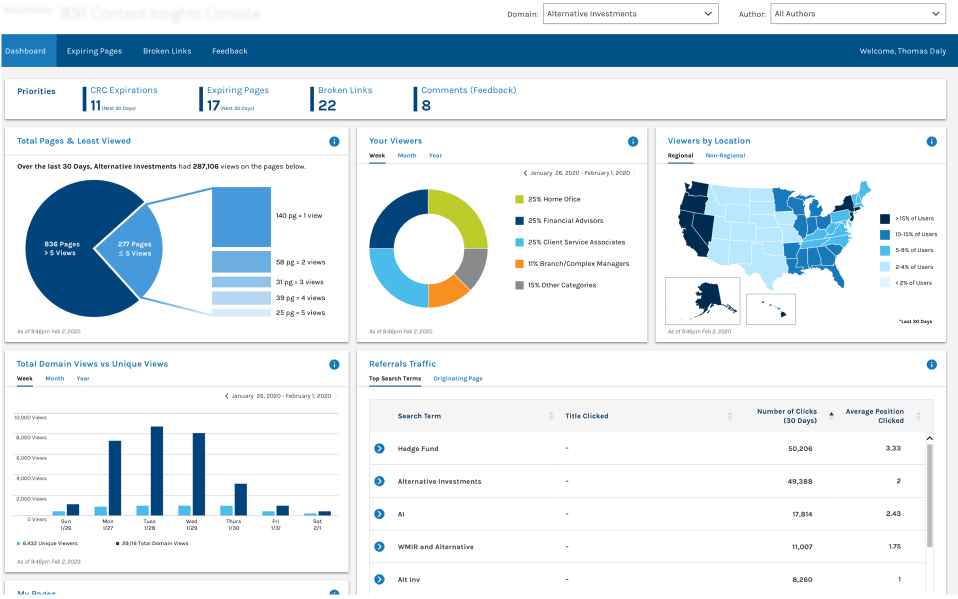 3DR Content Insights Console
Domain: Alternative Investments
Author: All Authors
Dashboard
Expiring Pages
Broken Links
Feedback
Welcome, Thomas Daly
Priorities
CRC Expirations
11 (Next 30 Days)
Expiring Pages
17 (Next 30 Days)
Broken Links
22
Comments (Feedback)
8
Total Pages & Least Viewed
Over the last 30 Days, Alternative Investments had 287,106 views on the pages below.
836 Pages
> 5 Views
277 Pages
≤ 5 Views
140 pg = 1 view
58 pg = 2 views
31 pg = 3 views
39 pg = 4 views
25 pg = 5 views
As of 9:46pm Feb 2, 2020
Your Viewers
Week Month Year
January 26, 2020 - February 1, 2020
25% Home Ofice
25% Financial Advisors
25% Client Service Associates
11% Branch/Complex Managers
15% Other Categories
As of 9:46pm Feb 2, 2020
Viewers by Location
Regional Non-Regional
> 15% of Users
10-15% of Users
5-9% of Users
2-4% of Users
< 2% of Users
*Last 30 Days
As of 9:46pm Feb 2, 2020
Total Domain Views vs Unique Views
Week Month Year
January 26, 2020 - February 1, 2020
10,000 Views
8,000 Views
6,000 Views
4,000 Views
2,000 Views
0 Views
Sun Mon Tues Wed Thurs Fri Sat
1/26 1/27 1/28 1/29 1/30 1/31 2/1
6,432 Unique Viewers
29,116 Total Domain Views
As of 9:46pm Feb 2, 2020
Referrals Traffic
Top Search Terms Originating Page
Search Term
Title Clicked
Number of Clicks
(30 Days)
Average Position
Clicked
Hedge Fund - 50,206 3.33
Alternative Investments - 49,388 2
AI - 17,814 2.43
WMIR and Alternative - 11,007 1.75
Alt Inv - 8,260 1
My Pages